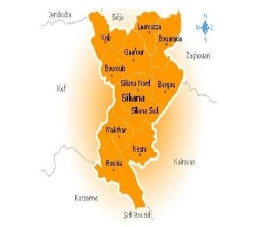 Jendouba
Béja
Laaroussa
Krib
Bouarada
Gaafour
Zaghouan
Bourouis
Siliana Nord
Bargou
Kef
Siliana
Siliana Sud
Makthar
Kesra
Kairouan
Rouhia
Kasserine
Sidi Bouzid